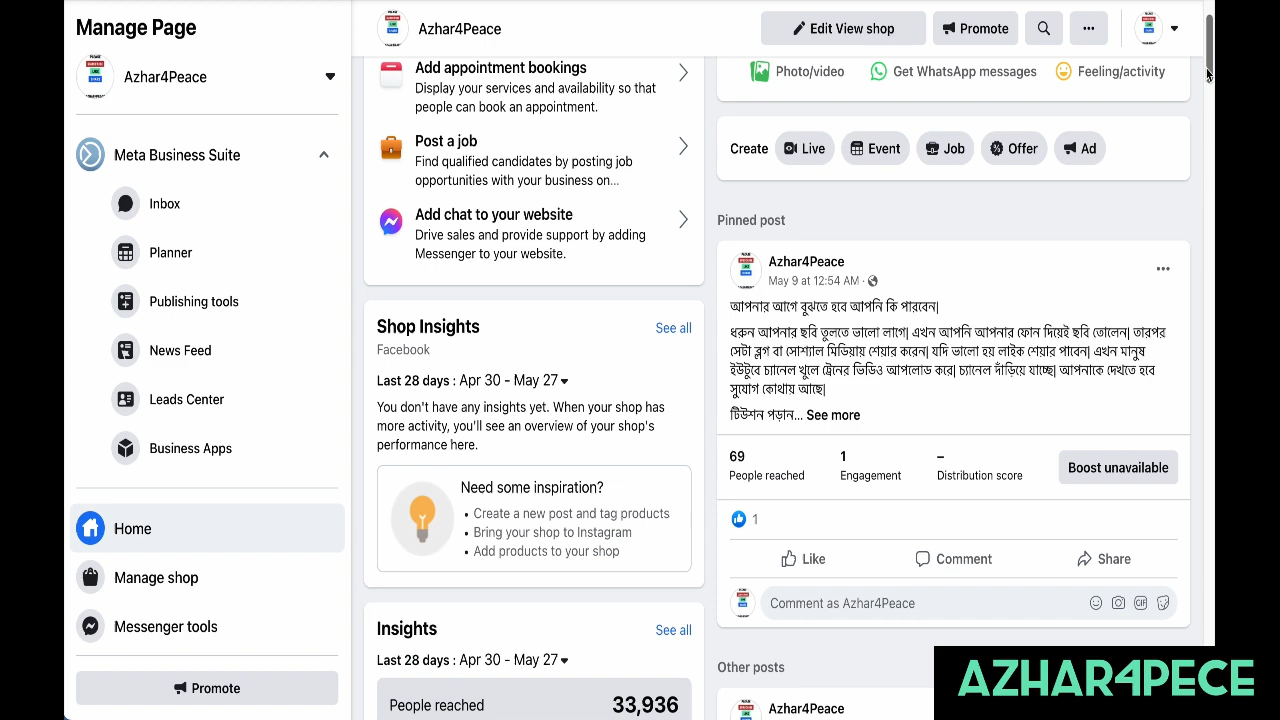 Manage Page
Azhar4Peace
Meta Business Suite
Inbox
Planner
Publishing tools
News Feed
Leads Center
Business Apps
Home
Manage shop
Messenger tools
Promote
Azhar4Peace
Edit View shop
Promote
Add appointment bookings
Display your services and availability so that
people can book an appointment.
Post a job
Find qualified candidates by posting job
opportunities with your business on...
Add chat to your website
Drive sales and provide support by adding
Messenger to your website.
Shop Insights
See all
Facebook
Last 28 days : Apr 30 - May 27
You don't have any insights yet. When your shop has
more activity, you'll see an overview of your shop's
performance here.
Need some inspiration?
• Create a new post and tag products
• Bring your shop to Instagram
• Add products to your shop
Insights
See all
Last 28 days : Apr 30 - May 27
People reached 33,936
Photo/video
Get WhatsApp messages
Feeling/activity
Create
Live
Event
Job
Offer
Ad
Pinned post
Azhar4Peace
May 9 at 12:54 AM ·
আপনার আগে বুঝতে হবে আপনি কি পারবেন|
ধরুন আপনার ছবি তুলতে ভালো লাগে| এখন আপনি আপনার ফোন দিয়েই ছবি তোলেন| তারপর
সেটা ব্লগ বা সোশ্যাল মিডিয়ায় শেয়ার করেন| যদি ভালো হয় লাইক শেয়ার পাবেন| এখন মানুষ
ইউটুবে চ্যানেল খুলে ট্রেনের ভিডিও আপলোড করে| চ্যানেল দাঁড়িয়ে যাচ্ছে| আপনাকে দেখতে হবে
সুযোগ কোথায় আছে|
টিউশন পড়ান... See more
69
People reached
1
Engagement
–
Distribution score
Boost unavailable
1
Like
Comment
Share
Comment as Azhar4Peace
GIF
Other posts
Azhar4Peace
AZHAR4PECE